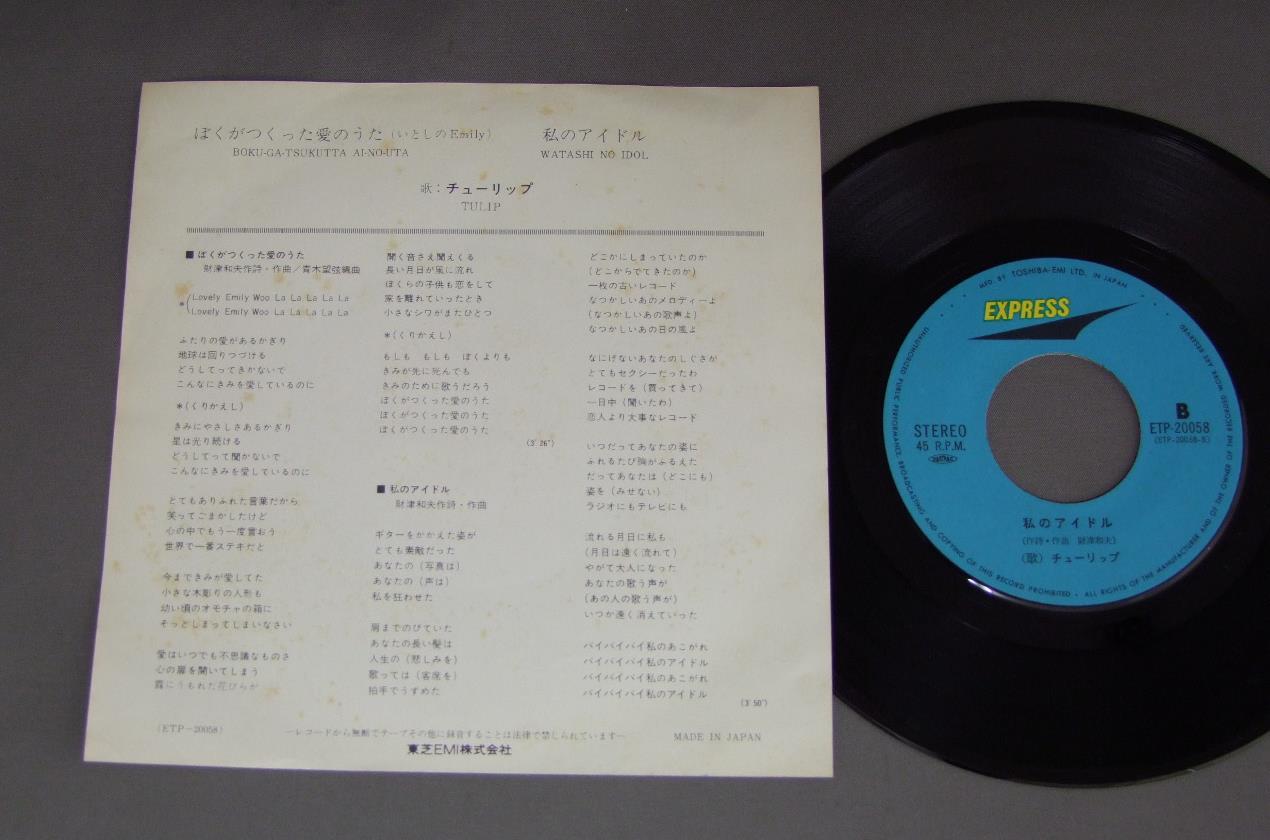 ぼくがつくった愛のうた(いとしのEmily)
BOKU-GA-TSUKUTTA AI-NO-UTA
私のアイドル
WATASHI NO IDOL
歌:チューリップ
TULIP
■ぼくがつくった愛のうた
財津和夫作詩・作曲/青木望弦編曲
*(Lovely Emily Woo La La La La La
Lovely Emily Woo La La La La La
ふたりの愛があるかぎり
地球は回りつづける
どうしてってきかないで
こんなにきみを愛しているのに
*(くりかえし)
きみにやさしさあるかぎり
星は光り続ける
どうしてって聞かないで
こんなにきみを愛しているのに
とてもありふれた言葉だから
笑ってごまかしたけど
心の中でもう一度言おう
世界で一番ステキだと
今まできみが愛してた
小さな木彫りの人形も
幼い頃のオモチャの箱に
そっとしまってしまいなさい
愛はいつでも不思議なものさ
心の扉を開いてしまう
露にうもれた花びらが
開く音さえ聞えくる
長い月日が風に流れ
ぼくらの子供も恋をして
家を離れていったとき
小さなシワがまたひとつ
*(くりかえし)
もしも もしも ぼくよりも
きみが先に死んでも
きみのために歌うだろう
ぼくがつくった愛のうた
ぼくがつくった愛のうた
ぼくがつくった愛のうた
(3'26")
■私のアイドル
財津和夫作詩・作曲
ギターをかかえた姿が
とても素敵だった
あなたの(写真は)
あなたの(声は)
私を狂わせた
肩までのびていた
あなたの長い髪は
人生の(悲しみを)
歌っては(客席を)
拍手でうずめた
どこかにしまっていたのか
(どこからでてきたのか)
一枚の古いレコード
なつかしいあのメロディーよ
(なつかしいあの歌声よ)
なつかしいあの日の風よ
なにげないあなたのしぐさが
とてもセクシーだったわ
レコードを(買ってきて)
一日中(聞いたわ)
恋人より大事なレコード
いつだってあなたの姿に
ふれるたび胸がふるえた
だってあなたは(どこにも)
姿を(みせない)
ラジオにもテレビにも
流れる月日に私も
(月日は遠く流れて)
やがて大人になった
あなたの歌う声が
(あの人の歌う声が)
いつか遠く消えていった
バイバイバイ私のあこがれ
バイバイバイ私のアイドル
バイバイバイ私のあこがれ
バイバイバイ私のアイドル
(3'50")
(ETP-20058)
—レコードから無断でテープその他に録音することは法律で禁じられています—
MADE IN JAPAN
東芝EMI株式会社
MFD. BY TOSHIBA-EMI LTD. IN JAPAN
EXPRESS
B
STEREO
ETP-20058
45 R.P.M.
(ETP-20058-B)
私のアイドル
(作詩・作曲 財津和夫)
(歌)チューリップ
UNAUTHORIZED PUBLIC PERFORMANCE, BROADCASTING AND COPYING OF THIS RECORD PROHIBITED • ALL RIGHTS OF THE MANUFACTURER AND OF THE OWNER OF THE RECORDED WORK ARE RESERVED